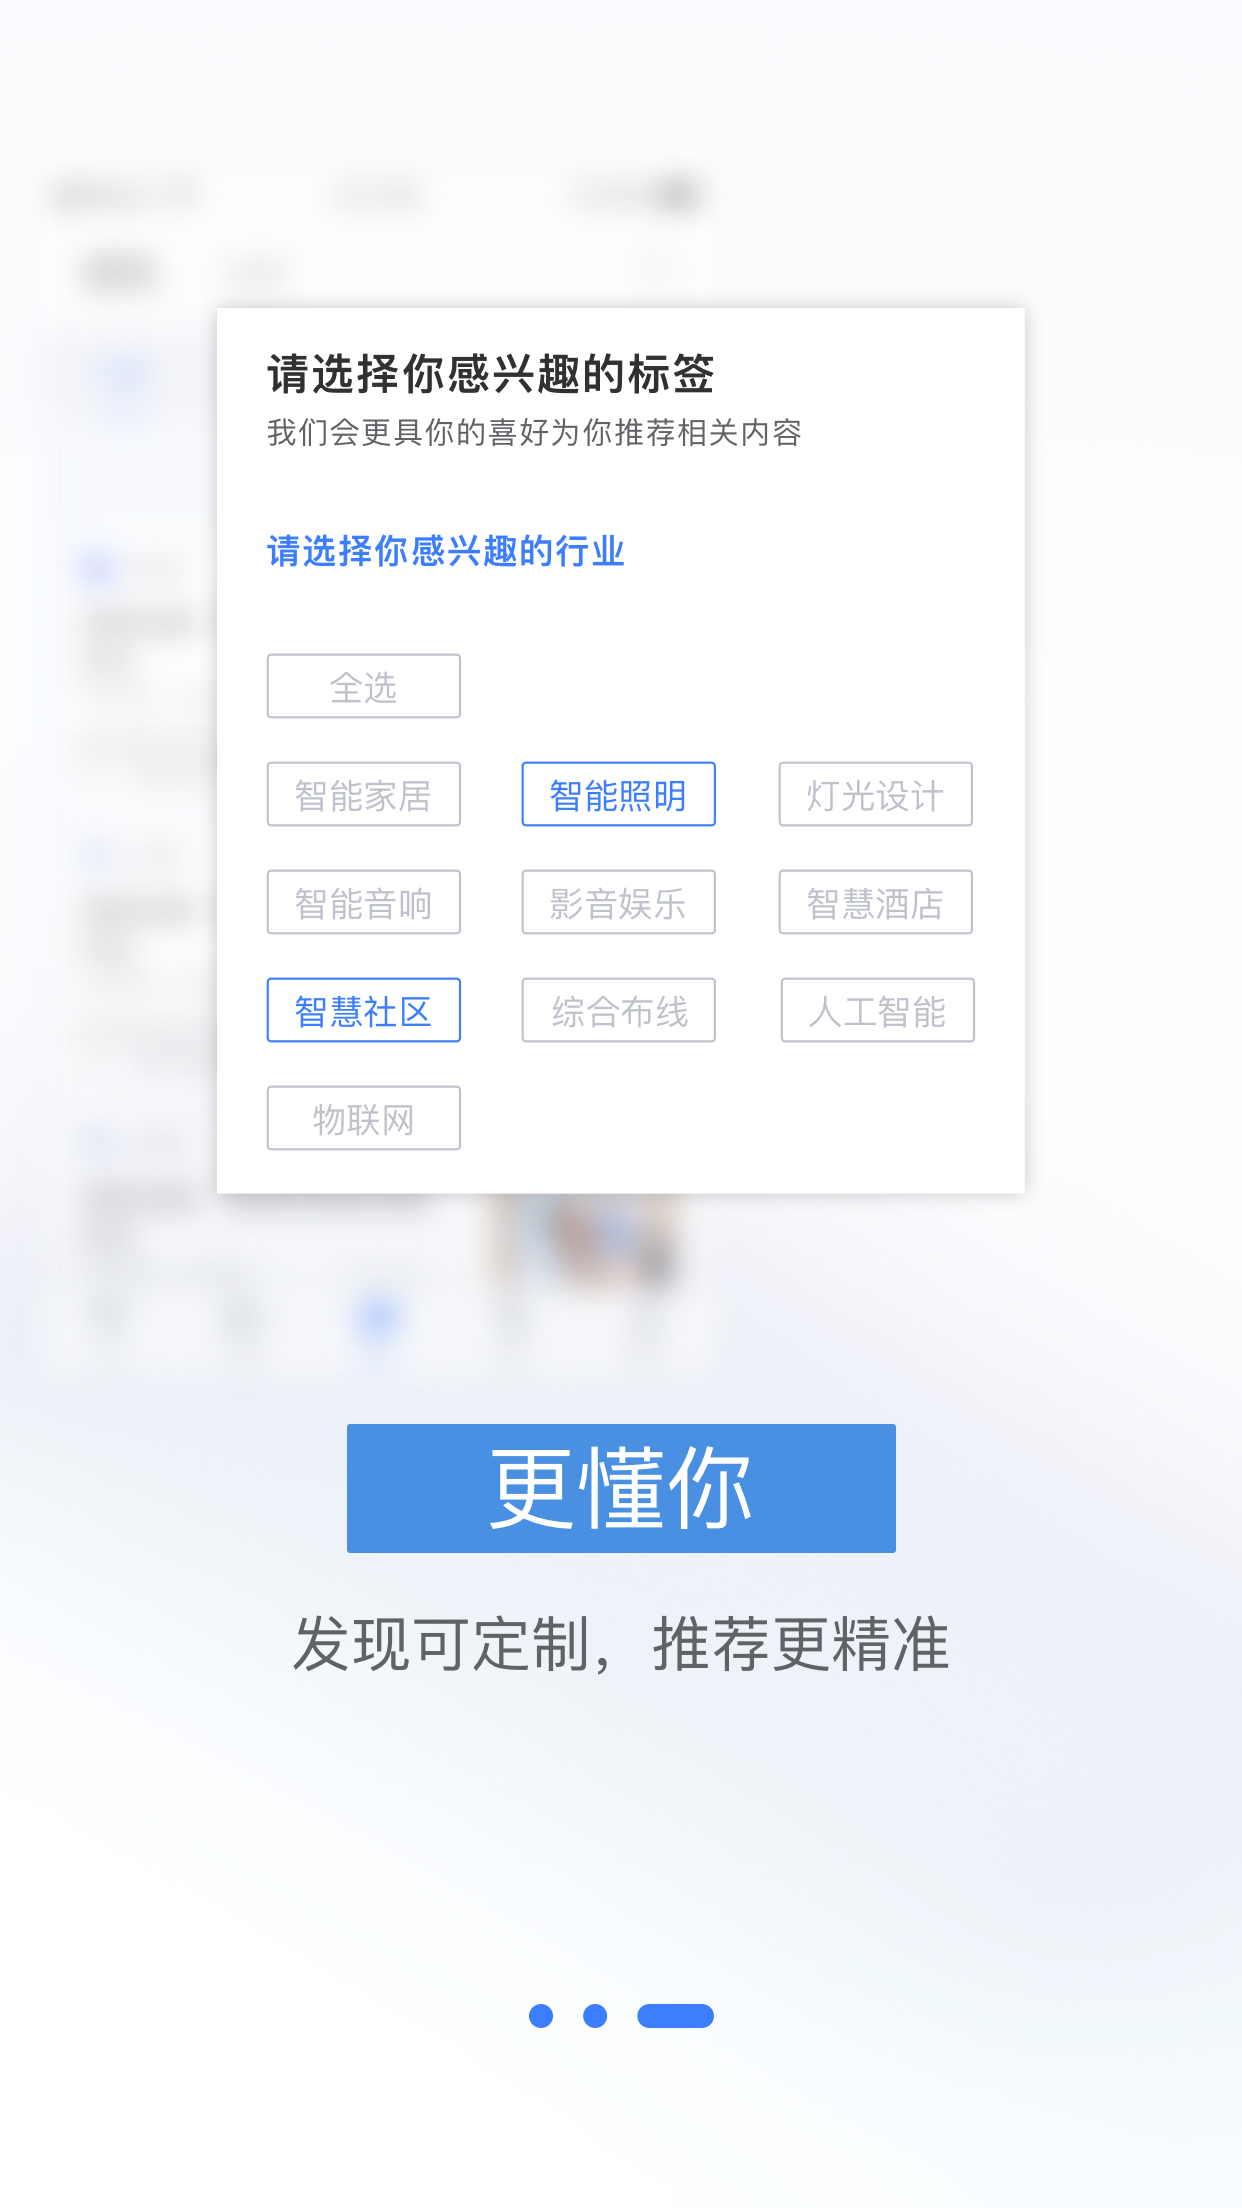 请选择你感兴趣的标签
我们会更具你的喜好为你推荐相关内容
请选择你感兴趣的行业
全选
智能家居 智能照明 灯光设计
智能音响 影音娱乐 智慧酒店
智慧社区 综合布线 人工智能
物联网
更懂你
发现可定制，推荐更精准